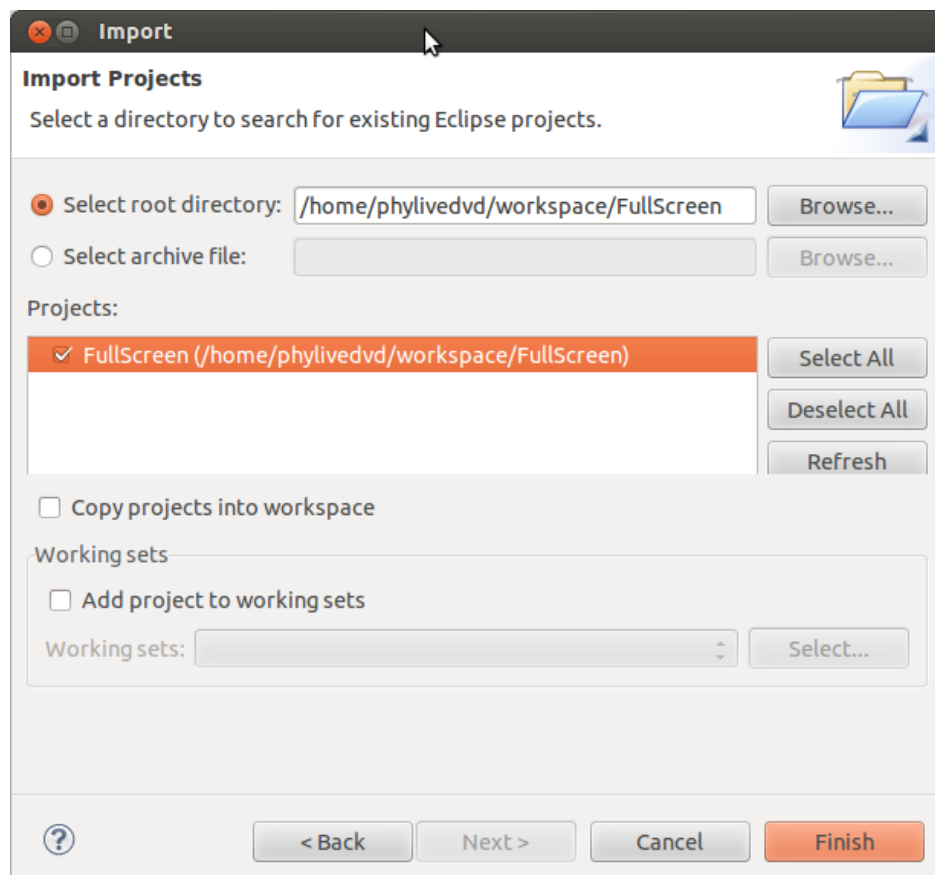 Import
Import Projects
Select a directory to search for existing Eclipse projects.
Select root directory: /home/phylivedvd/workspace/FullScreen Browse...
Select archive file: Browse...
Projects:
FullScreen (/home/phylivedvd/workspace/FullScreen) Select All
Deselect All
Refresh
Copy projects into workspace
Working sets
Add project to working sets
Working sets: Select...
? < Back Next > Cancel Finish